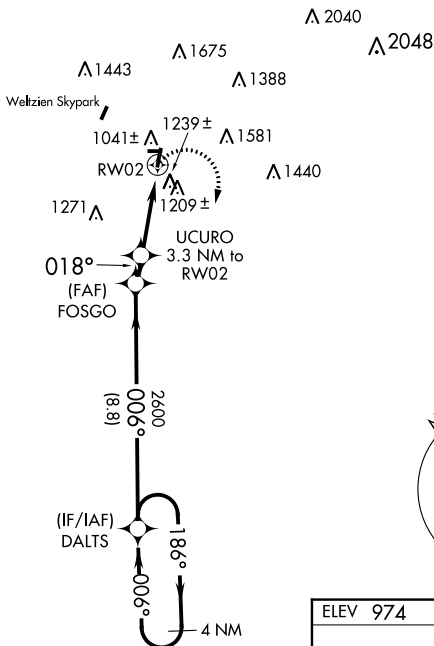 2040
2048
1675
1443
1388
Weltzien Skypark
1041±
1239±
1581
RW02
1440
1271
1209±
UCURO
3.3 NM to
RW02
018°
(FAF)
FOSGO
2600
006°
(8.8)
(IF/IAF)
DALTS
186°
006°
4 NM
ELEV 974